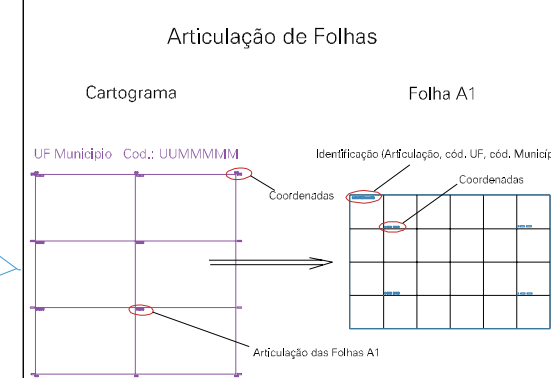 Articulação de Folhas
Cartograma
Folha A1
UF Municipio Cod.: UUMMMMM
Identificação (Articulação, cód. UF, cód. Municíp
Coordenadas
Coordenadas
Articulação das Folhas A1